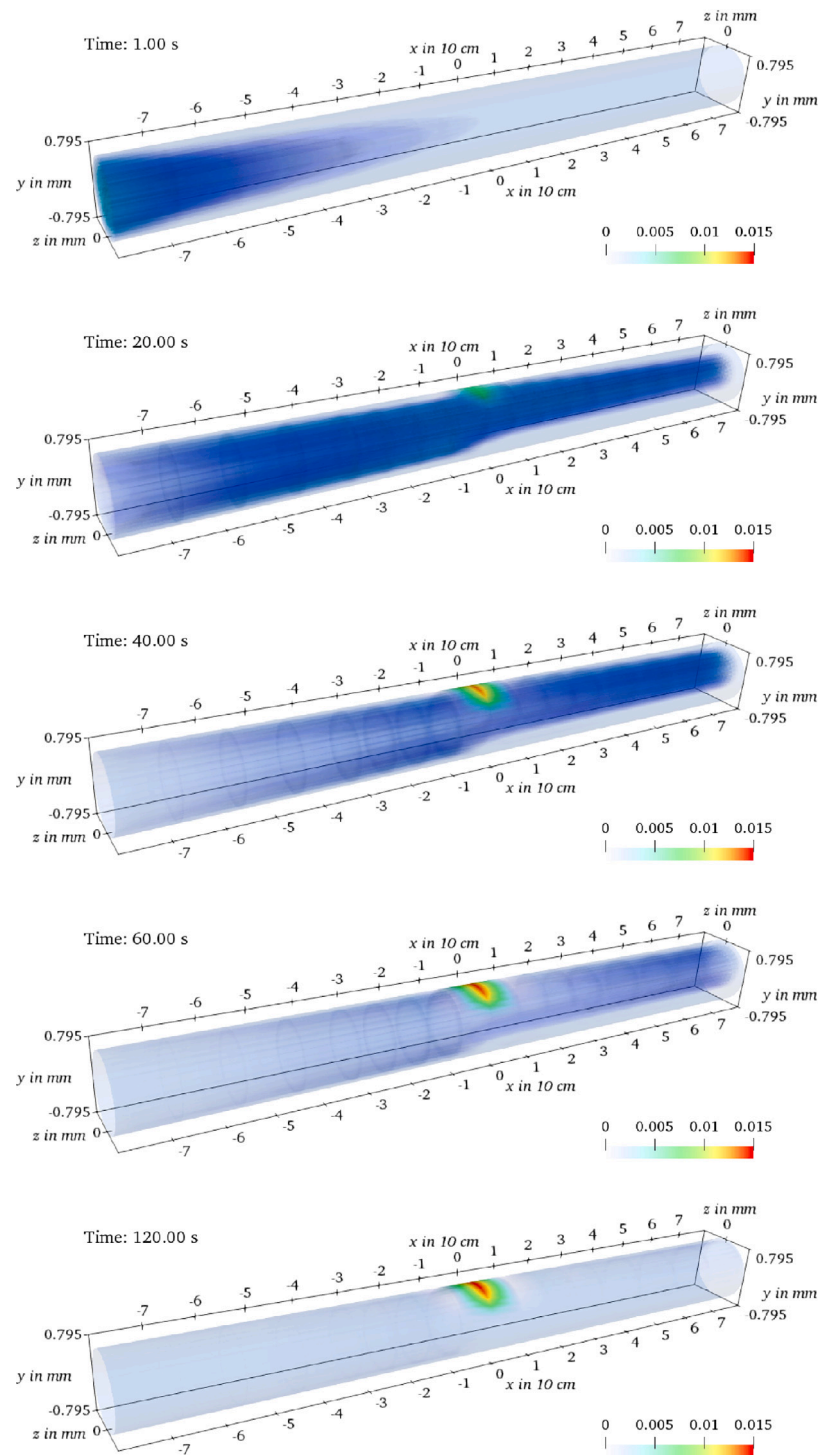 z in mm
Time: 1.00 s
x in 10 cm
-7 -6 -5 -4 -3 -2 -1 0 1 2 3 4 5 6 7 0
0.795
y in mm
-0.795
0.795
y in mm
-0.795
z in mm 0
-7 -6 -5 -4 -3 -2 -1 0 1 2 3 4 5 6 7
x in 10 cm
0 0.005 0.01 0.015
z in mm
Time: 20.00 s
x in 10 cm
-7 -6 -5 -4 -3 -2 -1 0 1 2 3 4 5 6 7 0
0.795
y in mm
-0.795
0.795
y in mm
-0.795
z in mm 0
-7 -6 -5 -4 -3 -2 -1 0 1 2 3 4 5 6 7
x in 10 cm
0 0.005 0.01 0.015
z in mm
Time: 40.00 s
x in 10 cm
-7 -6 -5 -4 -3 -2 -1 0 1 2 3 4 5 6 7 0
0.795
y in mm
-0.795
0.795
y in mm
-0.795
z in mm 0
-7 -6 -5 -4 -3 -2 -1 0 1 2 3 4 5 6 7
x in 10 cm
0 0.005 0.01 0.015
z in mm
Time: 60.00 s
x in 10 cm
-7 -6 -5 -4 -3 -2 -1 0 1 2 3 4 5 6 7 0
0.795
y in mm
-0.795
0.795
y in mm
-0.795
z in mm 0
-7 -6 -5 -4 -3 -2 -1 0 1 2 3 4 5 6 7
x in 10 cm
0 0.005 0.01 0.015
z in mm
Time: 120.00 s
x in 10 cm
-7 -6 -5 -4 -3 -2 -1 0 1 2 3 4 5 6 7 0
0.795
y in mm
-0.795
0.795
y in mm
-0.795
z in mm 0
-7 -6 -5 -4 -3 -2 -1 0 1 2 3 4 5 6 7
x in 10 cm
0 0.005 0.01 0.015